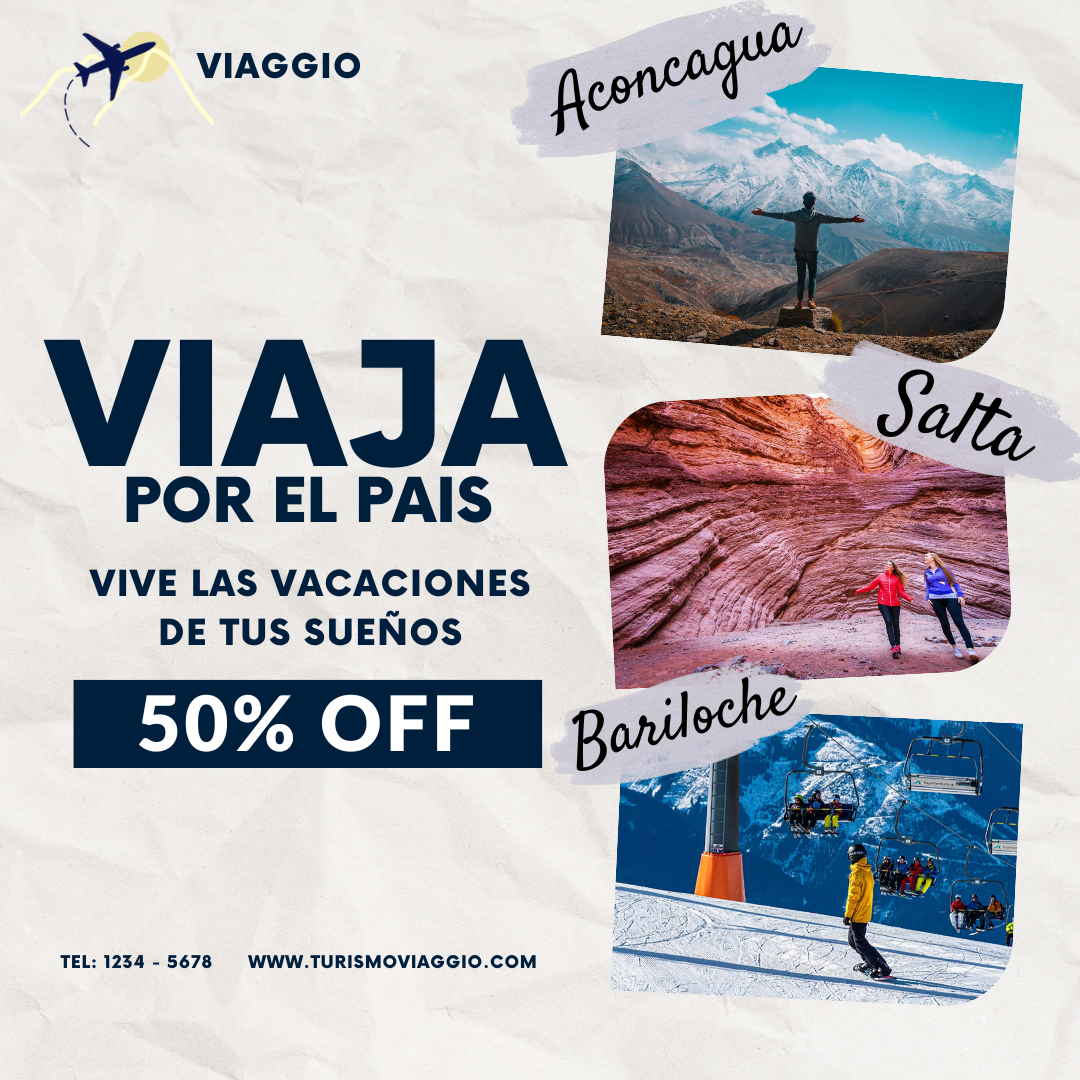 VIAGGIO
Aconcagua
VIAJA
POR EL PAIS
VIVE LAS VACACIONES
DE TUS SUEÑOS
50% OFF
Salta
Bariloche
TEL: 1234 - 5678 WWW.TURISMOVIAGGIO.COM